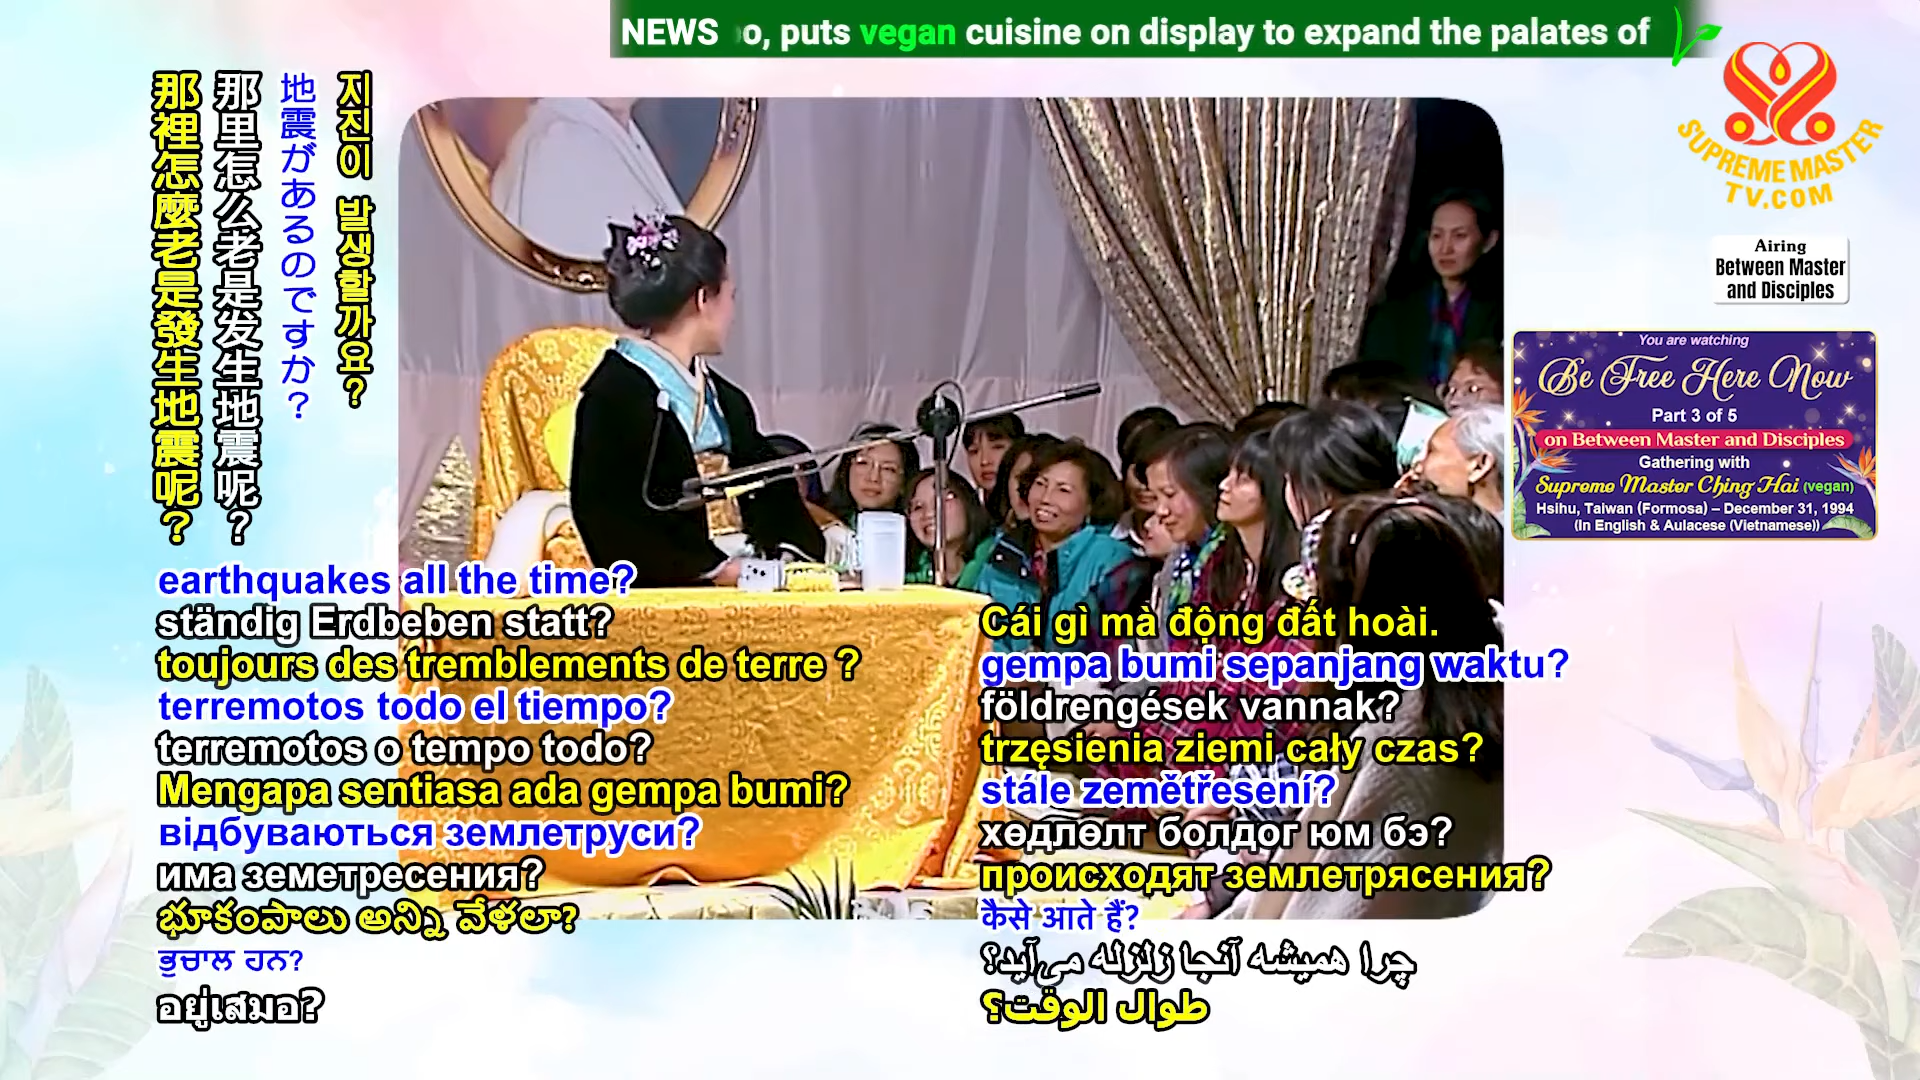 NEWS o, puts vegan cuisine on display to expand the palates of
SUPREME MASTER
TV.COM
Airing
Between Master
and Disciples
You are watching
Be Free Here Now
Part 3 of 5
on Between Master and Disciples
Gathering with
Supreme Master Ching Hai (vegan)
Hsihu, Taiwan (Formosa) – December 31, 1994
(In English & Aulacese (Vietnamese))
那裡怎麼老是發生地震呢？
那里怎么老是发生地震呢？
地震があるのですか？
지진이 발생할까요?
earthquakes all the time?
ständig Erdbeben statt?
toujours des tremblements de terre ?
terremotos todo el tiempo?
terremotos o tempo todo?
Mengapa sentiasa ada gempa bumi?
відбуваються землетруси?
има земетресения?
భూకంపాలు అన్ని వేళలా?
ਭੁਚਾਲ ਹਨ?
อยู่เสมอ?
Cái gì mà động đất hoài.
gempa bumi sepanjang waktu?
földrengések vannak?
trzęsienia ziemi cały czas?
stále zemětřesení?
хөдлөлт болдог юм бэ?
происходят землетрясения?
कैसे आते हैं?
چرا همیشه آنجا زلزله می‌آید؟
طوال الوقت؟